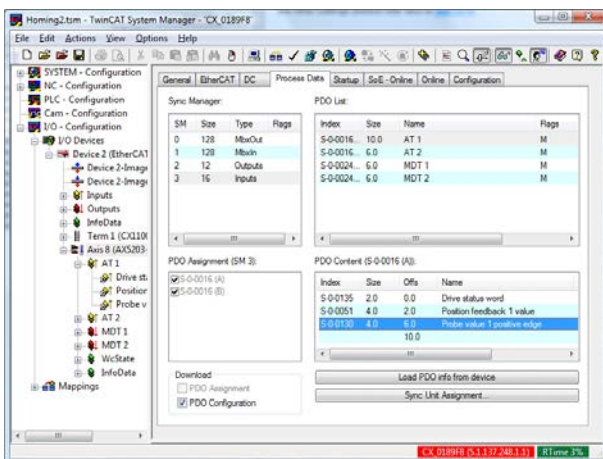 Homing2.tsm - TwinCAT System Manager - 'CX_0189F8'
File Edit Actions View Options Help
SYSTEM - Configuration
NC - Configuration
PLC - Configuration
Cam - Configuration
I/O - Configuration
I/O Devices
Device 2 (EtherCAT
Device 2-Image
Device 2-Image
Inputs
Outputs
InfoData
Term 1 (CX110
Axis 8 (AX5203-
AT 1
Drive sta
Position
Probe v
AT 2
MDT 1
MDT 2
WcState
InfoData
Mappings
General EtherCAT DC Process Data Startup SoE - Online Online Configuration
Sync Manager:
SM Size Type Flags
0 128 MbxOut
1 128 MbxIn
2 12 Outputs
3 16 Inputs
PDO List:
Index Size Name Flags
S-0-0016... 10.0 AT 1 M
S-0-0016... 6.0 AT 2 M
S-0-0024... 6.0 MDT 1 M
S-0-0024... 6.0 MDT 2 M
PDO Assignment (SM 3):
S-0-0016 (A)
S-0-0016 (B)
PDO Content (S-0-0016 (A)):
Index Size Offs Name
S-0-0135 2.0 0.0 Drive status word
S-0-0051 4.0 2.0 Position feedback 1 value
S-0-0130 4.0 6.0 Probe value 1 positive edge
10.0
Download
PDO Assignment
PDO Configuration
Load PDO info from device
Sync Unit Assignment...
CX_0189F8 (5.1.137.248.1.1) RTime 3%